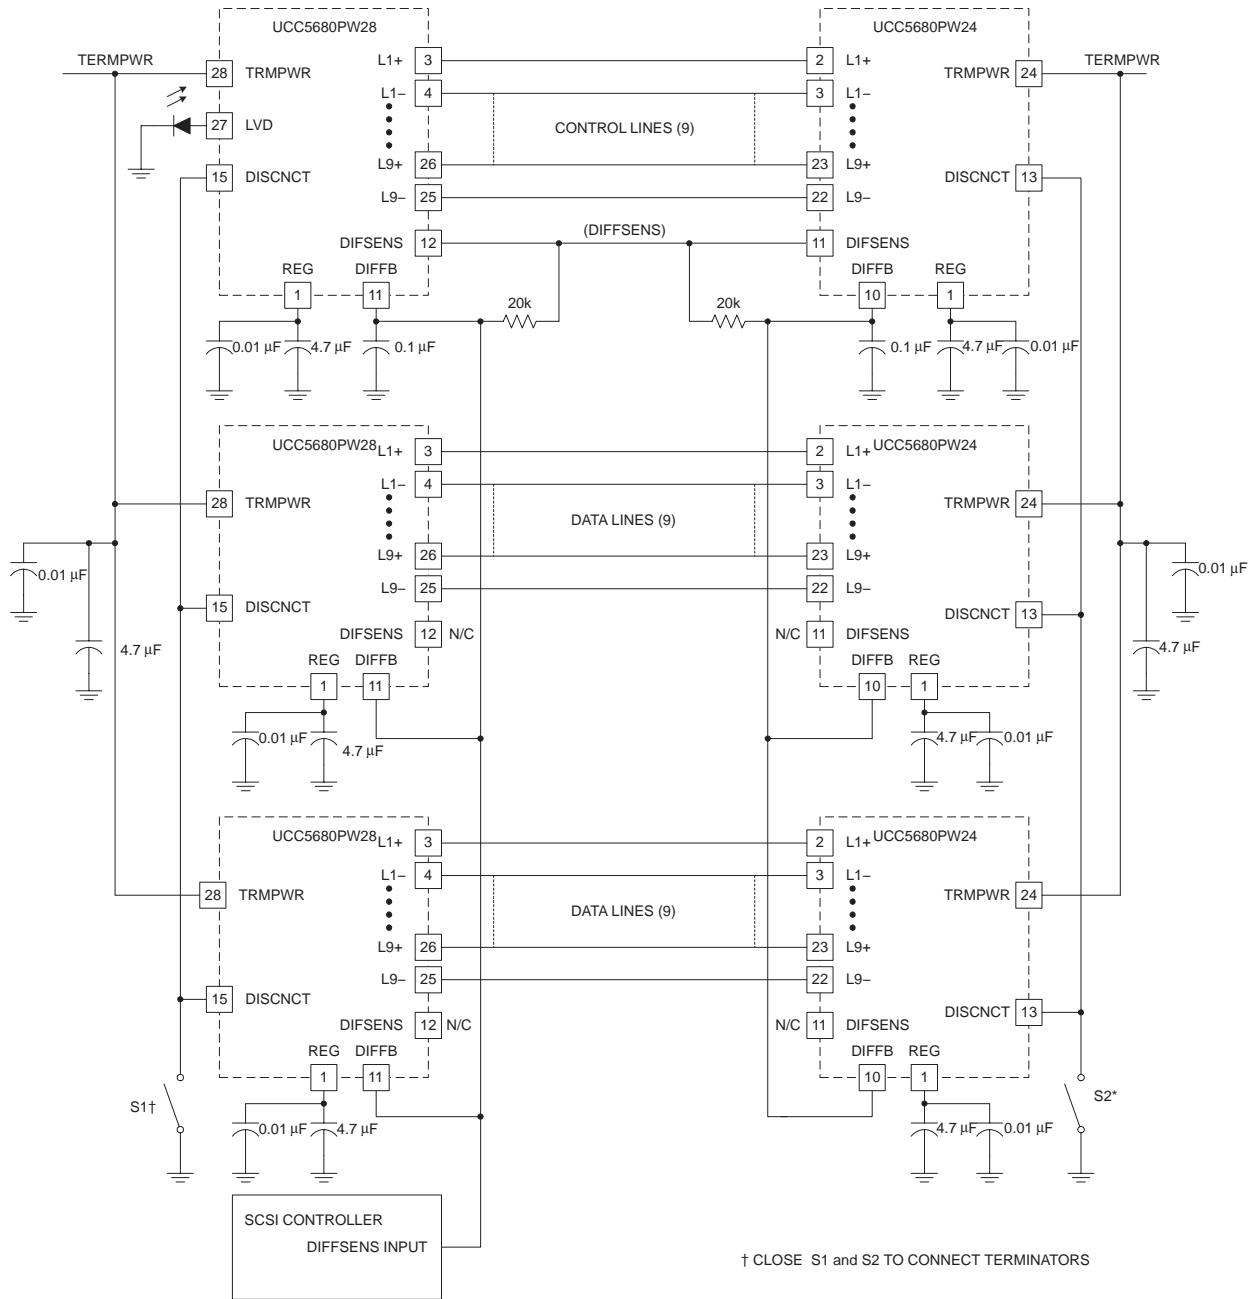 UCC5680PW28 UCC5680PW24
TERMPWR L1+ 3 2 L1+ TERMPWR
28 TRMPWR TRMPWR 24
L1− 4 3 L1−
27 LVD CONTROL LINES (9)
L9+ 26 23 L9+
15 DISCNCT DISCNCT 13
L9− 25 22 L9−
(DIFFSENS)
DIFSENS 12 11 DIFSENS
REG DIFFB DIFFB REG
1 11 10 1
20k 20k
0.01 µF 4.7 µF 0.1 µF 0.1 µF 4.7 µF 0.01 µF
UCC5680PW28 L1+ 3 2 L1+ UCC5680PW24
L1− 4 3 L1−
28 TRMPWR TRMPWR 24
DATA LINES (9)
L9+ 26 23 L9+
0.01 µF 0.01 µF
L9− 25 22 L9−
15 DISCNCT DISCNCT 13
DIFSENS 12 N/C N/C 11 DIFSENS
4.7 µF 4.7 µF
REG DIFFB DIFFB REG
1 11 10 1
0.01 µF 4.7 µF 4.7 µF 0.01 µF
UCC5680PW28 L1+ 3 2 L1+ UCC5680PW24
L1− 4 3 L1−
28 TRMPWR TRMPWR 24
DATA LINES (9)
L9+ 26 23 L9+
L9− 25 22 L9−
15 DISCNCT DISCNCT 13
DIFSENS 12 N/C N/C 11 DIFSENS
REG DIFFB DIFFB REG
1 11 10 1
S1† S2*
0.01 µF 4.7 µF 4.7 µF 0.01 µF
SCSI CONTROLLER
DIFFSENS INPUT
† CLOSE S1 and S2 TO CONNECT TERMINATORS